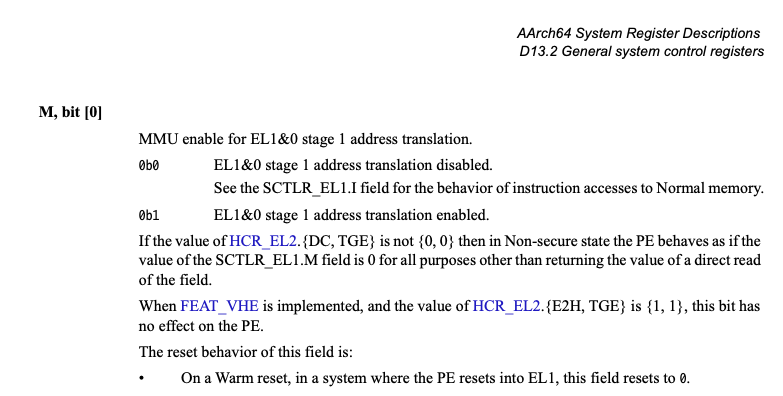 AArch64 System Register Descriptions
D13.2 General system control registers
M, bit [0]
MMU enable for EL1&0 stage 1 address translation.
0b0 EL1&0 stage 1 address translation disabled.
See the SCTLR_EL1.I field for the behavior of instruction accesses to Normal memory.
0b1 EL1&0 stage 1 address translation enabled.
If the value of HCR_EL2.{DC, TGE} is not {0, 0} then in Non-secure state the PE behaves as if the
value of the SCTLR_EL1.M field is 0 for all purposes other than returning the value of a direct read
of the field.
When FEAT_VHE is implemented, and the value of HCR_EL2.{E2H, TGE} is {1, 1}, this bit has
no effect on the PE.
The reset behavior of this field is:
• On a Warm reset, in a system where the PE resets into EL1, this field resets to 0.